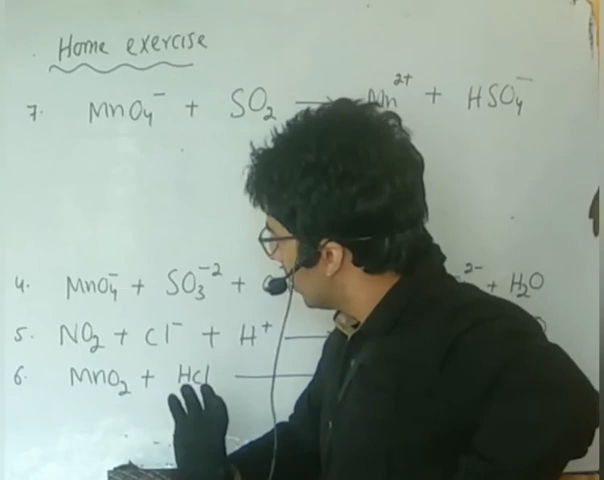 Home exercise
7. MnO₄⁻ + SO₂ → Mn²⁺ + HSO₄⁻
4. MnO₄⁻ + SO₃⁻² + ²⁻ + H₂O
5. NO₂ + Cl⁻ + H⁺ —
6. MnO₂ + HCl —